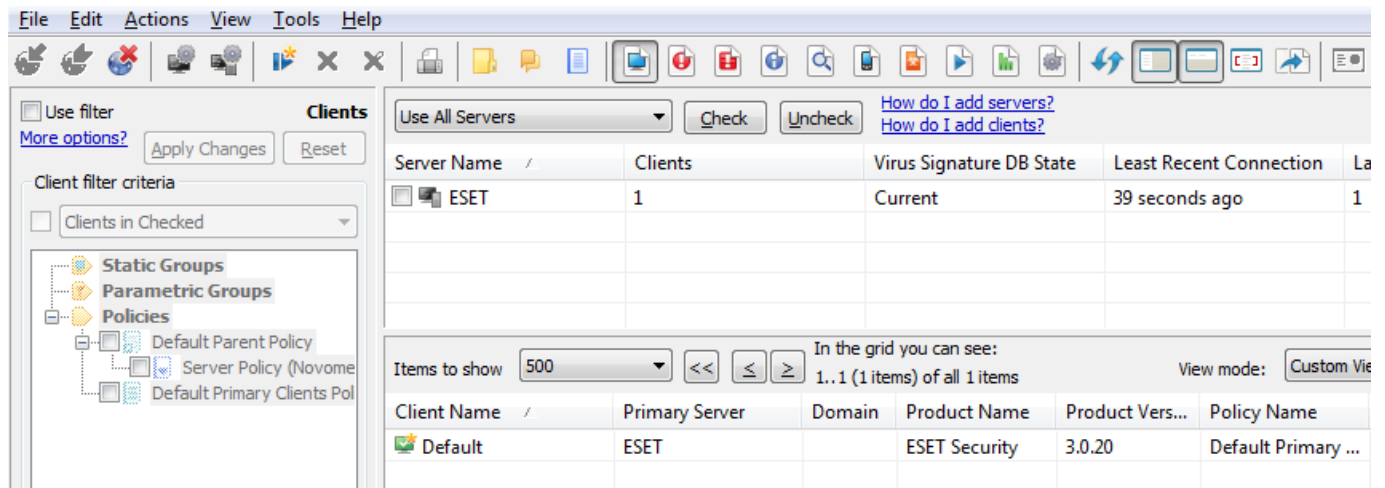 File Edit Actions View Tools Help
Use filter Clients
More options? Apply Changes Reset
Client filter criteria
Clients in Checked
Static Groups
Parametric Groups
Policies
Default Parent Policy
Server Policy (Novome
Default Primary Clients Pol
Use All Servers Check Uncheck How do I add servers?
How do I add clients?
Server Name Clients Virus Signature DB State Least Recent Connection La
ESET 1 Current 39 seconds ago 1
Items to show 500 << < > In the grid you can see:
1..1 (1 items) of all 1 items View mode: Custom Vie
Client Name Primary Server Domain Product Name Product Vers... Policy Name
Default ESET ESET Security 3.0.20 Default Primary ...